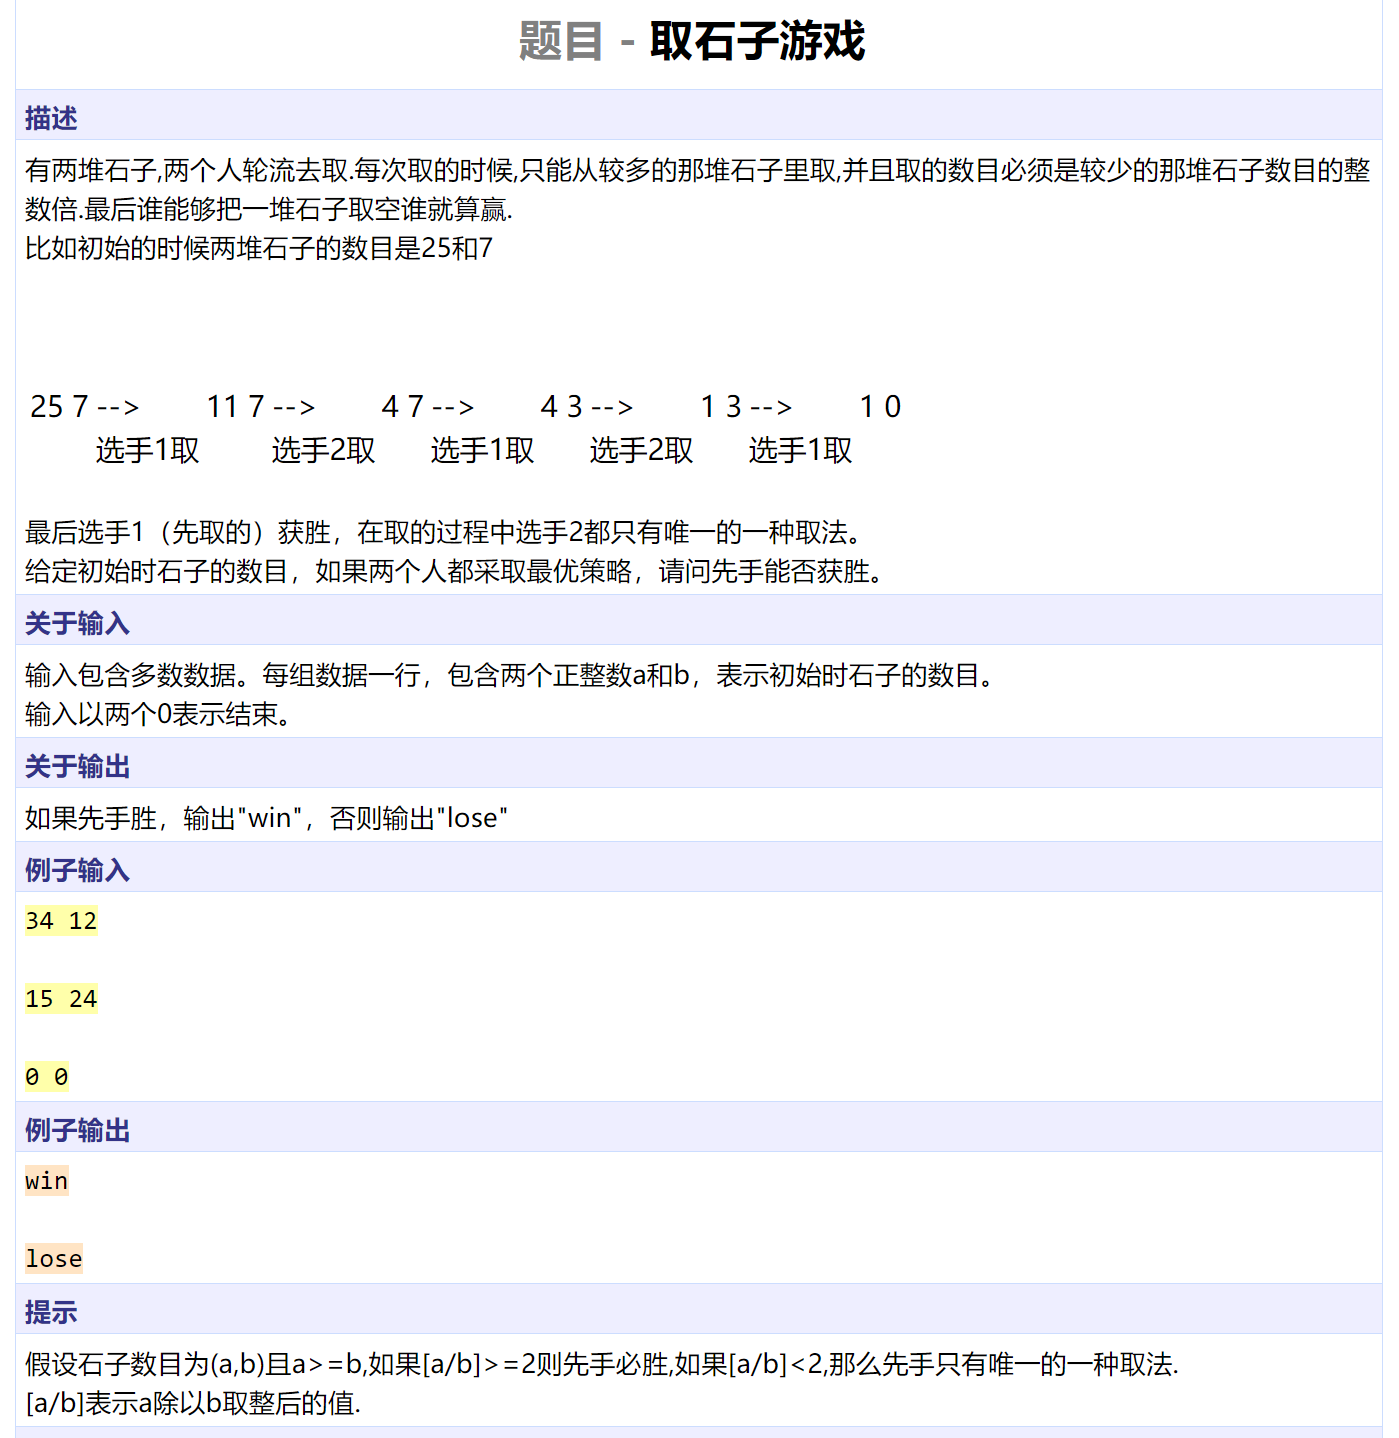 题目 - 取石子游戏
描述
有两堆石子,两个人轮流去取.每次取的时候,只能从较多的那堆石子里取,并且取的数目必须是较少的那堆石子数目的整
数倍.最后谁能够把一堆石子取空谁就算赢.
比如初始的时候两堆石子的数目是25和7
25 7 --> 11 7 --> 4 7 --> 4 3 --> 1 3 --> 1 0
选手1取 选手2取 选手1取 选手2取 选手1取
最后选手1（先取的）获胜，在取的过程中选手2都只有唯一的一种取法。
给定初始时石子的数目，如果两个人都采取最优策略，请问先手能否获胜。
关于输入
输入包含多数数据。每组数据一行，包含两个正整数a和b，表示初始时石子的数目。
输入以两个0表示结束。
关于输出
如果先手胜，输出"win"，否则输出"lose"
例子输入
34 12
15 24
0 0
例子输出
win
lose
提示
假设石子数目为(a,b)且a>=b,如果[a/b]>=2则先手必胜,如果[a/b]<2,那么先手只有唯一的一种取法.
[a/b]表示a除以b取整后的值.